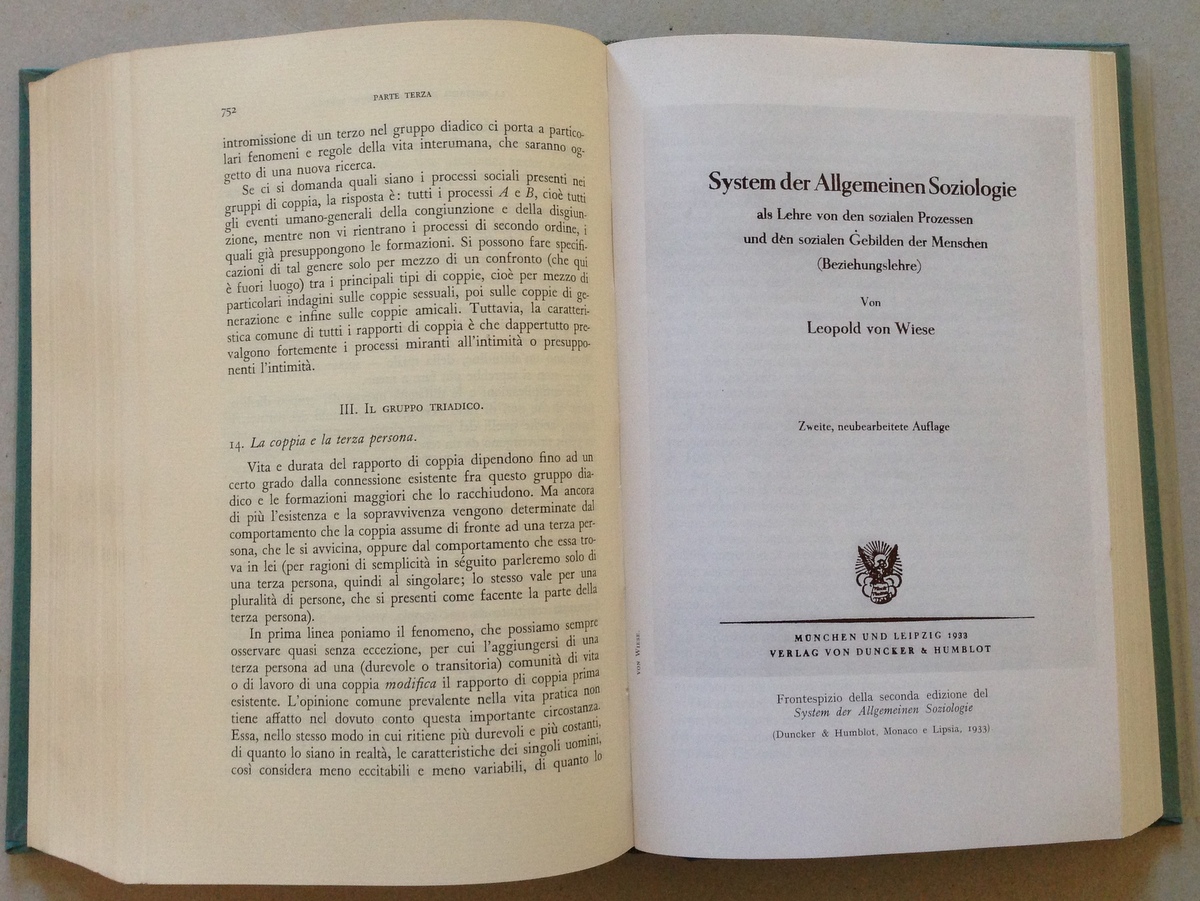 752
PARTE TERZA
intromissione di un terzo nel gruppo diadico ci porta a partico-
lari fenomeni e regole della vita interumana, che saranno og-
getto di una nuova ricerca.
Se ci si domanda quali siano i processi sociali presenti nei
gruppi di coppia, la risposta è: tutti i processi A e B, cioè tutti
gli eventi umano-generali della congiunzione e della disgiun-
zione, mentre non vi rientrano i processi di secondo ordine, i
quali già presuppongono le formazioni. Si possono fare specifi-
cazioni di tal genere solo per mezzo di un confronto (che qui
è fuori luogo) tra i principali tipi di coppie, cioè per mezzo di
particolari indagini sulle coppie sessuali, poi sulle coppie di ge-
nerazione e infine sulle coppie amicali. Tuttavia, la caratteri-
stica comune di tutti i rapporti di coppia è che dappertutto pre-
valgono fortemente i processi miranti all'intimità o presuppo-
nenti l'intimità.
III. IL GRUPPO TRIADICO.
14. La coppia e la terza persona.
Vita e durata del rapporto di coppia dipendono fino ad un
certo grado dalla connessione esistente fra questo gruppo dia-
dico e le formazioni maggiori che lo racchiudono. Ma ancora
di più l'esistenza e la sopravvivenza vengono determinate dal
comportamento che la coppia assume di fronte ad una terza per-
sona, che le si avvicina, oppure dal comportamento che essa tro-
va in lei (per ragioni di semplicità in séguito parleremo solo di
una terza persona, quindi al singolare; lo stesso vale per una
pluralità di persone, che si presenti come facente la parte della
terza persona).
In prima linea poniamo il fenomeno, che possiamo sempre
osservare quasi senza eccezione, per cui l'aggiungersi di una
terza persona ad una (durevole o transitoria) comunità di vita
o di lavoro di una coppia modifica il rapporto di coppia prima
esistente. L'opinione comune prevalente nella vita pratica non
tiene affatto nel dovuto conto questa importante circostanza.
Essa, nello stesso modo in cui ritiene più durevoli e più costanti,
di quanto lo siano in realtà, le caratteristiche dei singoli uomini,
così considera meno eccitabili e meno variabili, di quanto lo
System der Allgemeinen Soziologie
als Lehre von den sozialen Prozessen
und den sozialen Gebilden der Menschen
(Beziehungslehre)
Von
Leopold von Wiese
Zweite, neubearbeitete Auflage
MÜNCHEN UND LEIPZIG 1933
VERLAG VON DUNCKER & HUMBLOT
VON WIESE.
Frontespizio della seconda edizione del
System der Allgemeinen Soziologie
(Duncker & Humblot, Monaco e Lipsia, 1933)